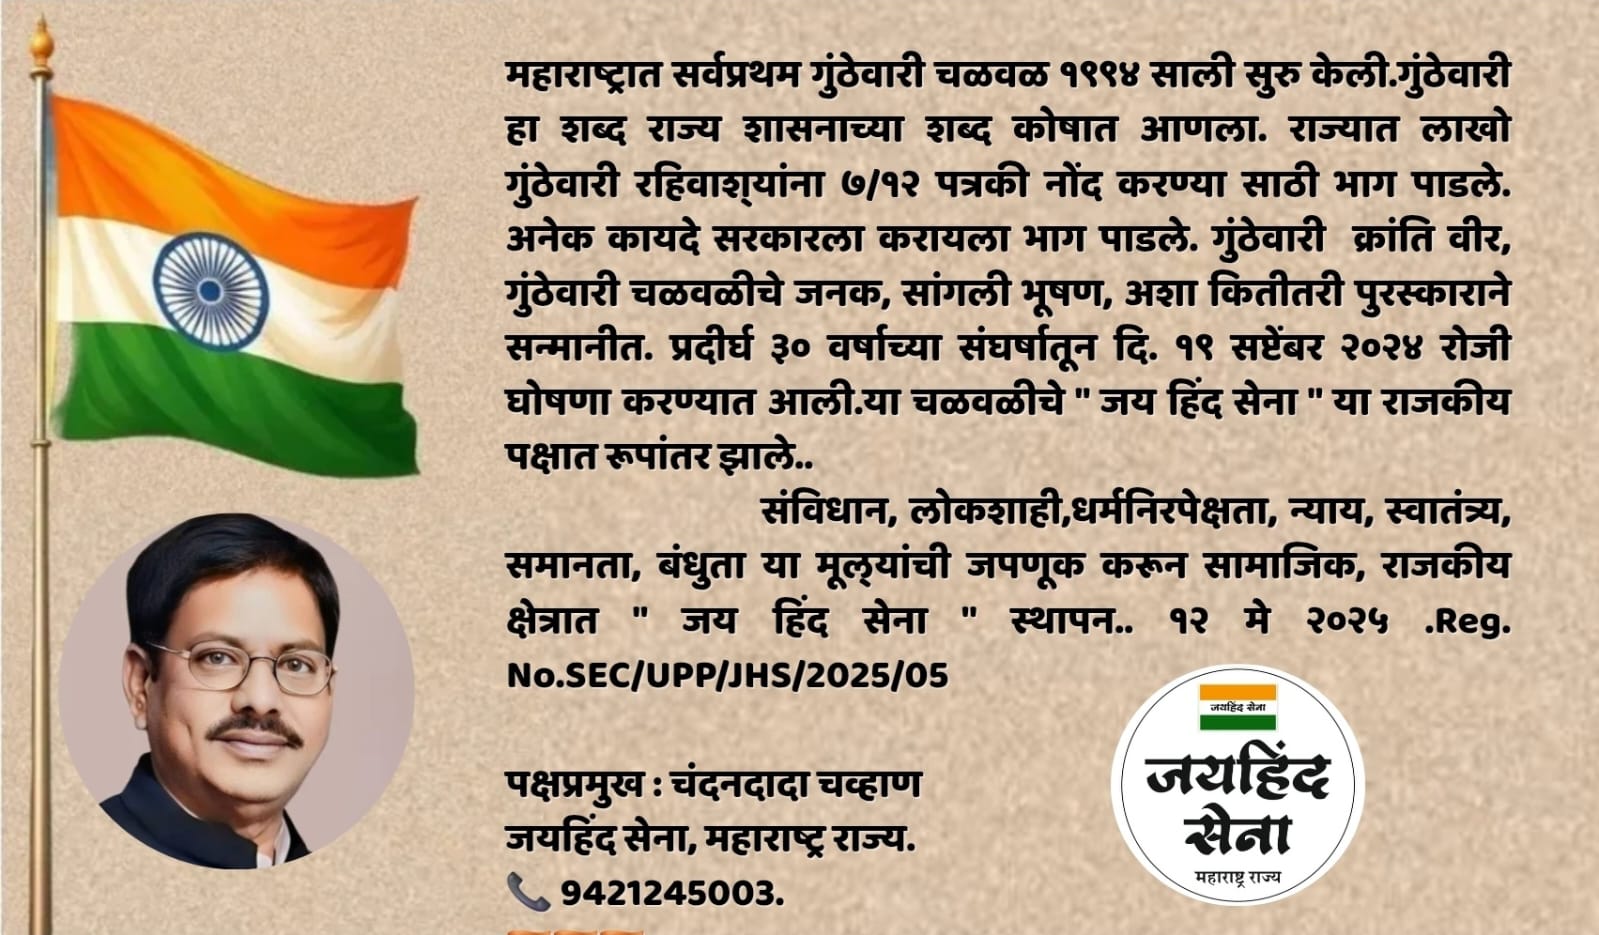 महाराष्ट्रात सर्वप्रथम गुंठेवारी चळवळ १९९४ साली सुरु केली.गुंठेवारी
हा शब्द राज्य शासनाच्या शब्द कोषात आणला. राज्यात लाखो
गुंठेवारी रहिवाश्यांना ७/१२ पत्रकी नोंद करण्या साठी भाग पाडले.
अनेक कायदे सरकारला करायला भाग पाडले. गुंठेवारी क्रांति वीर,
गुंठेवारी चळवळीचे जनक, सांगली भूषण, अशा कितीतरी पुरस्काराने
सन्मानीत. प्रदीर्घ ३० वर्षाच्या संघर्षातून दि. १९ सप्टेंबर २०२४ रोजी
घोषणा करण्यात आली.या चळवळीचे " जय हिंद सेना " या राजकीय
पक्षात रूपांतर झाले..
संविधान, लोकशाही,धर्मनिरपेक्षता, न्याय, स्वातंत्र्य,
समानता, बंधुता या मूल्यांची जपणूक करून सामाजिक, राजकीय
क्षेत्रात " जय हिंद सेना " स्थापन.. १२ मे २०२५ .Reg.
No.SEC/UPP/JHS/2025/05
पक्षप्रमुख : चंदनदादा चव्हाण
जयहिंद सेना, महाराष्ट्र राज्य.
📞 9421245003.
जयहिंद सेना
जयहिंद
सेना
महाराष्ट्र राज्य